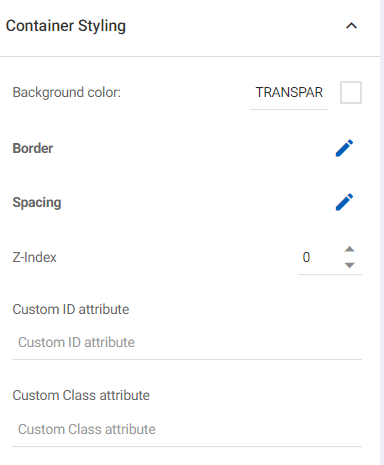 Container Styling
Background color: TRANSPAR
Border
Spacing
Z-Index 0
Custom ID attribute
Custom ID attribute
Custom Class attribute
Custom Class attribute